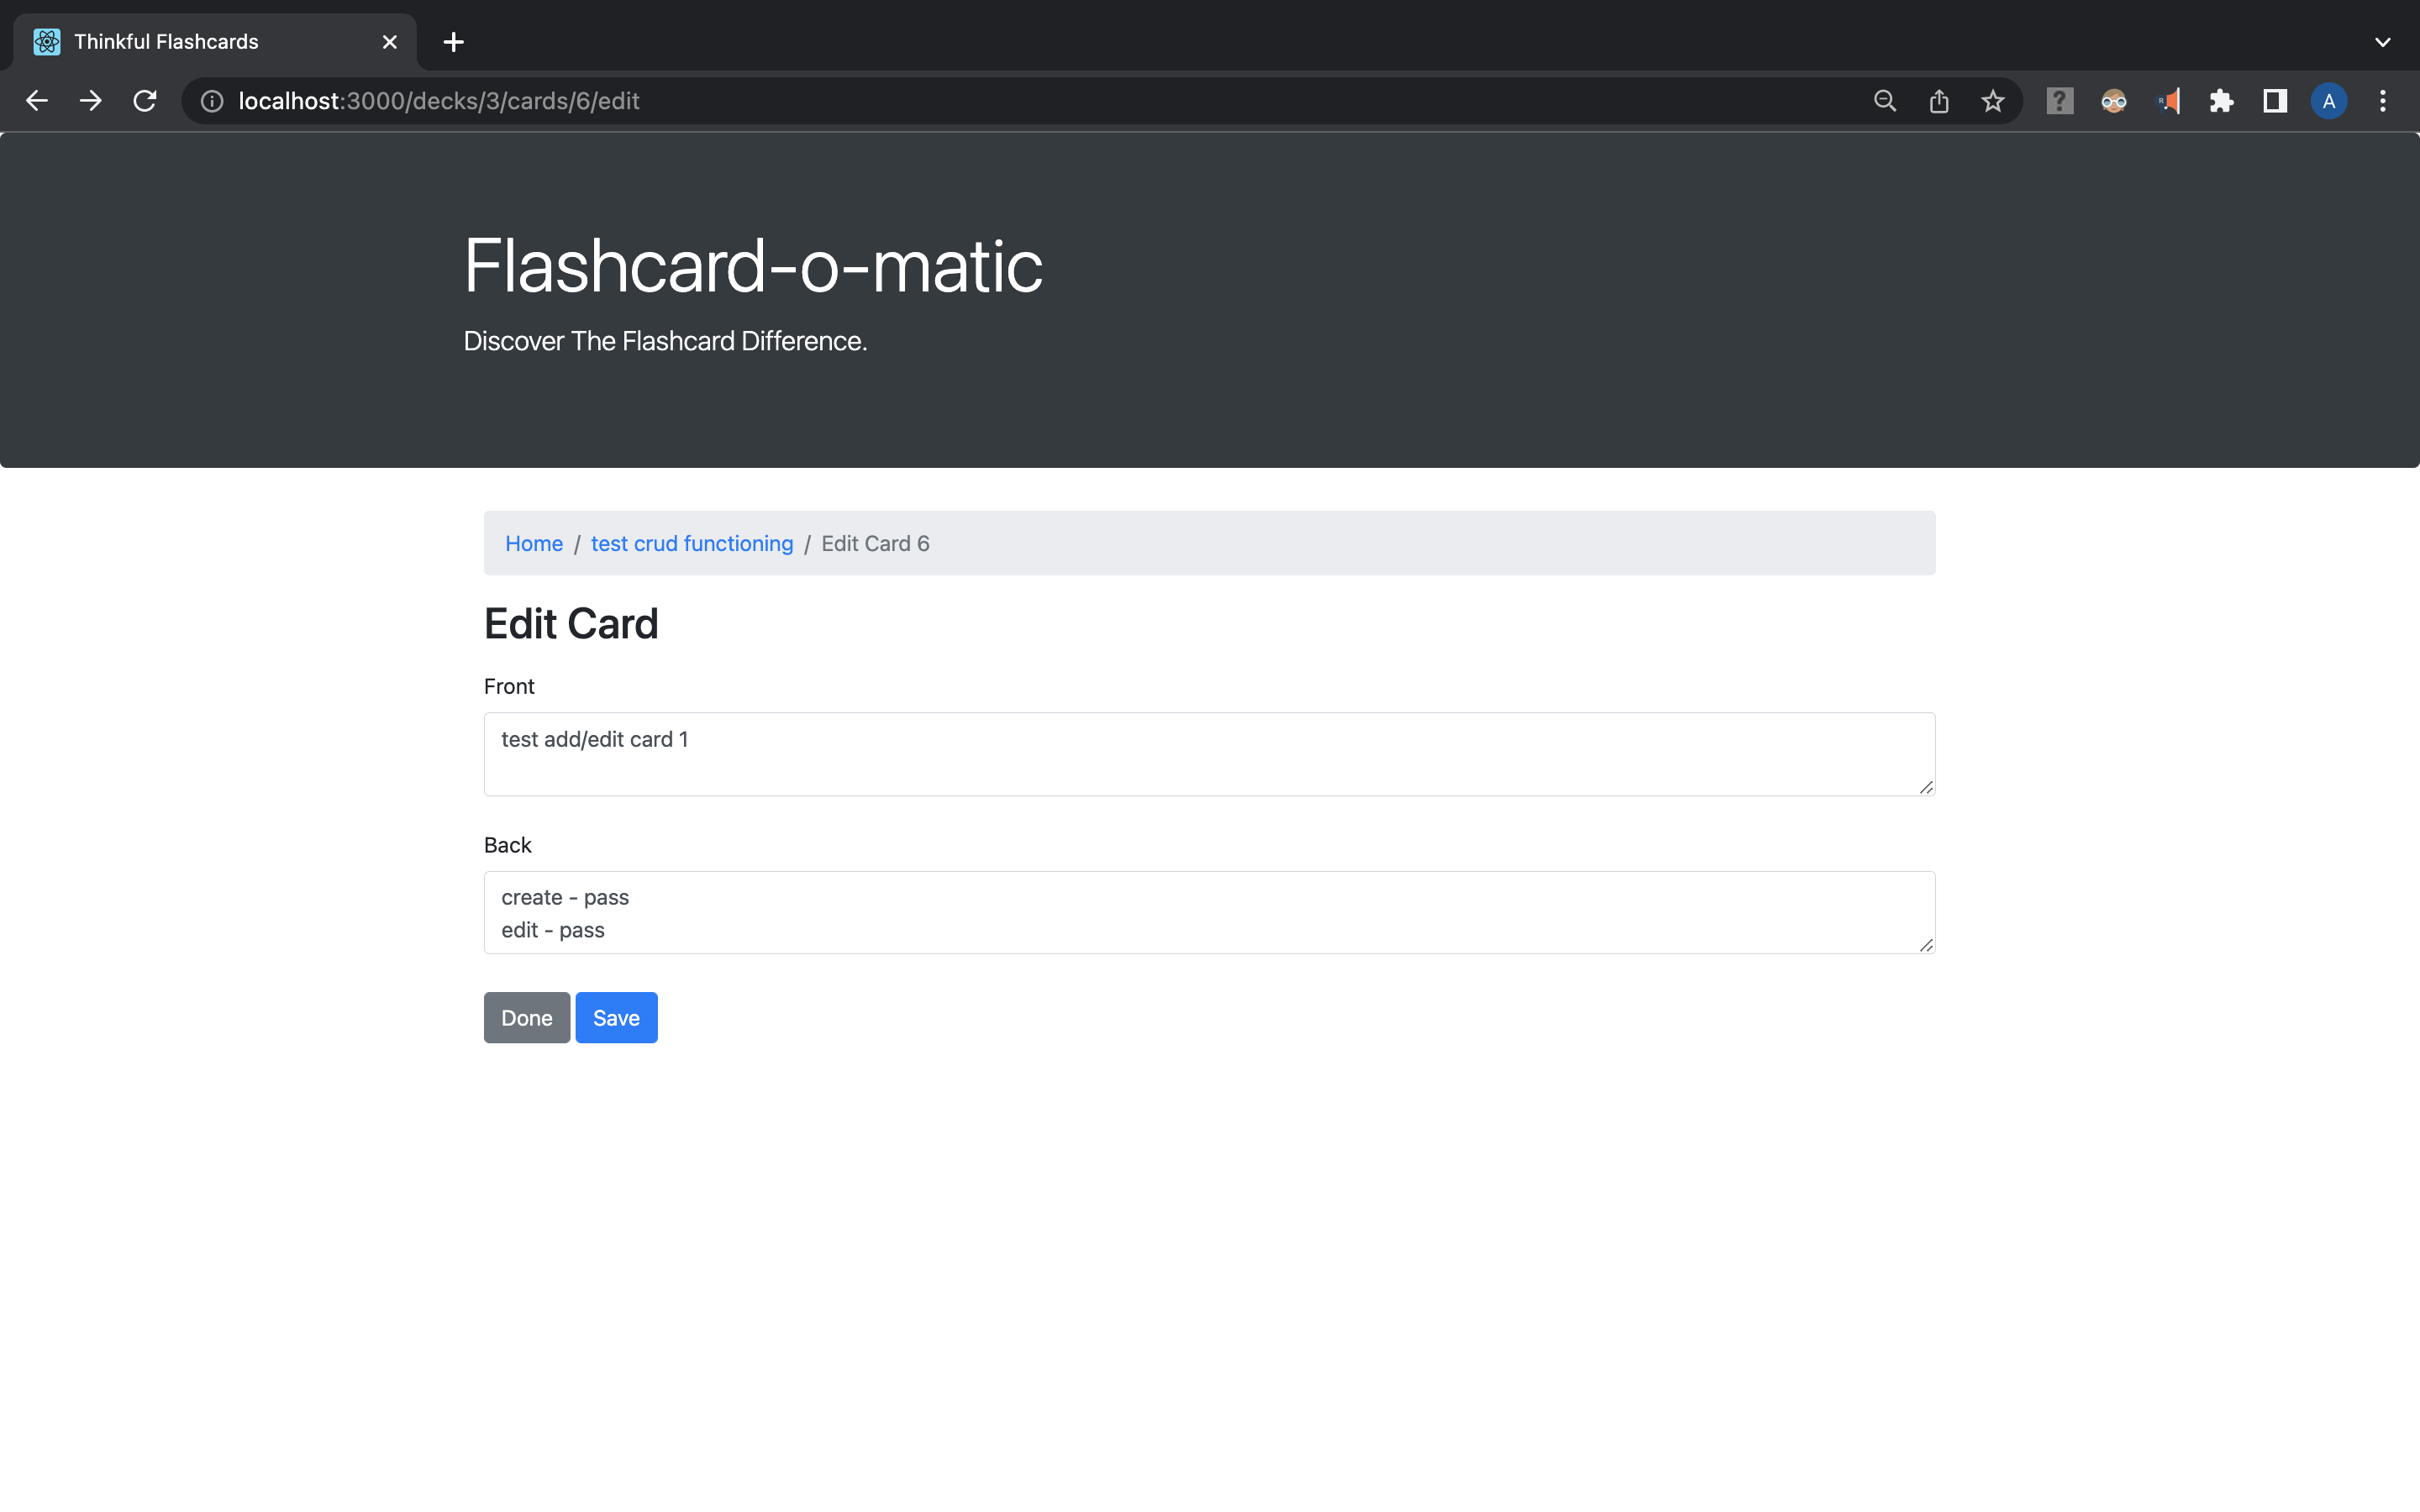 Thinkful Flashcards
localhost:3000/decks/3/cards/6/edit
A
Flashcard-o-matic
Discover The Flashcard Difference.
Home / test crud functioning / Edit Card 6
Edit Card
Front
test add/edit card 1
Back
create - pass
edit - pass
Done Save